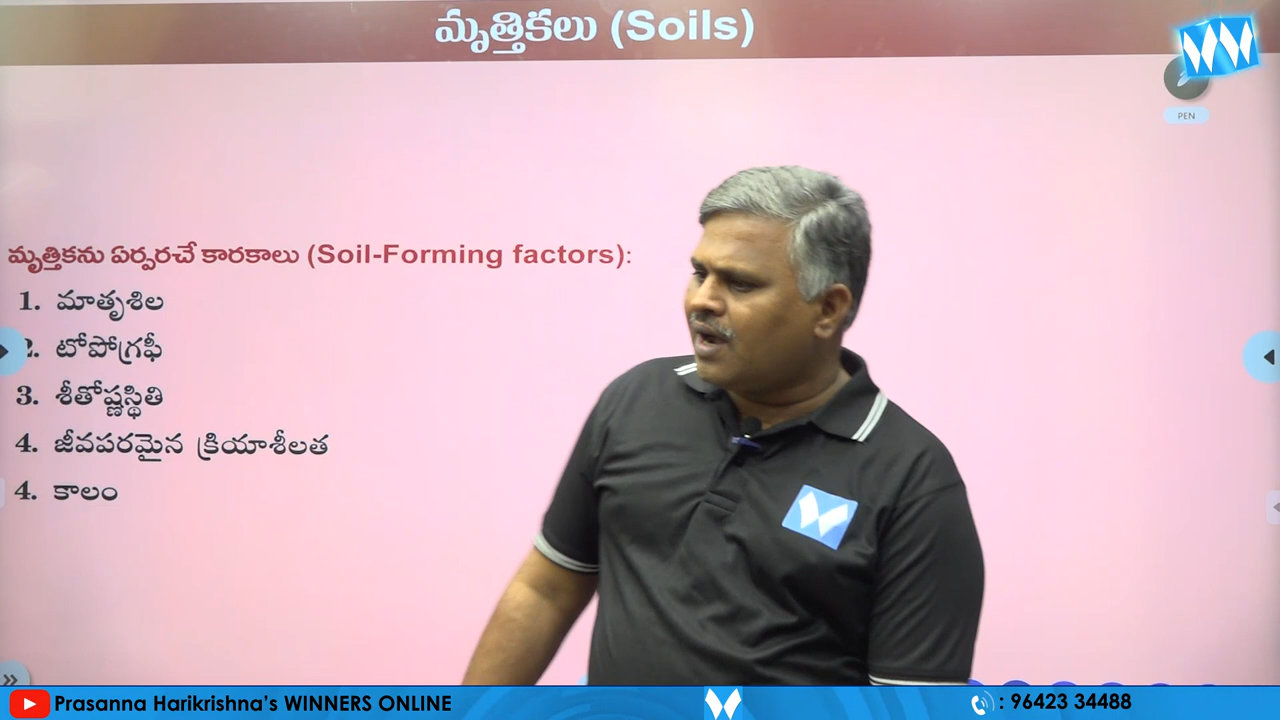 మృత్తికలు (Soils)
PEN
మృత్తికను ఏర్పరచే కారకాలు (Soil-Forming factors):
1. మాతృశిల
2. టోపోగ్రఫీ
3. శీతోష్ణస్థితి
4. జీవపరమైన క్రియాశీలత
4. కాలం
Prasanna Harikrishna's WINNERS ONLINE
: 96423 34488